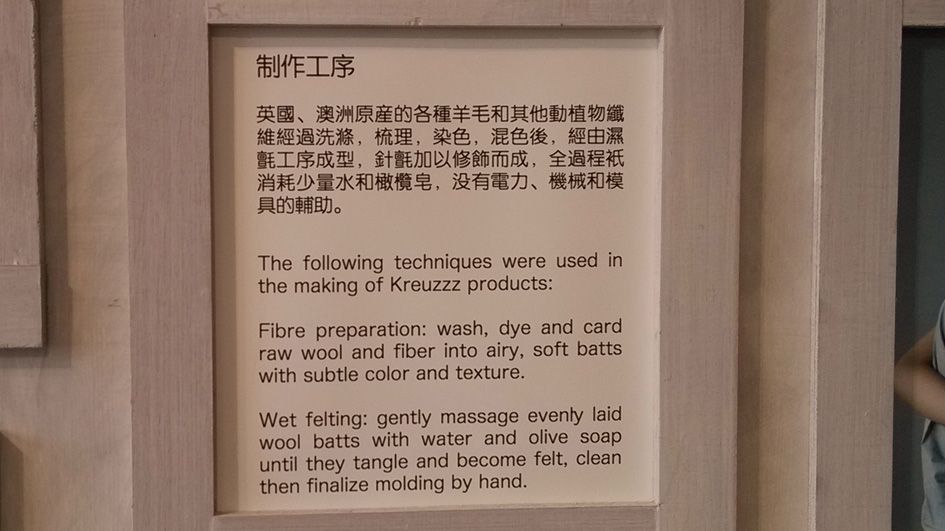 制作工序
英國、澳洲原産的各種羊毛和其他動植物纖
維經過洗滌，梳理，染色，混色後，經由濕
氈工序成型，針氈加以修飾而成，全過程衹
消耗少量水和橄欖皂，没有電力、機械和模
具的輔助。
The following techniques were used in
the making of Kreuzzz products:
Fibre preparation: wash, dye and card
raw wool and fiber into airy, soft batts
with subtle color and texture.
Wet felting: gently massage evenly laid
wool batts with water and olive soap
until they tangle and become felt, clean
then finalize molding by hand.